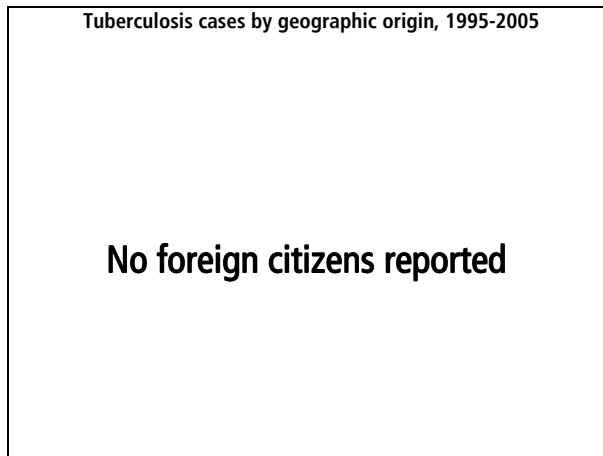 Tuberculosis cases by geographic origin, 1995-2005
No foreign citizens reported